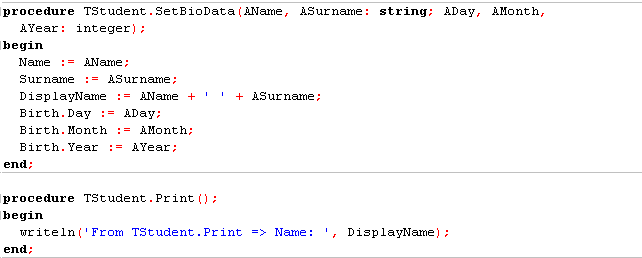 procedure TStudent.SetBioData(AName, ASurname: string; ADay, AMonth,
  AYear: integer);
begin
  Name := AName;
  Surname := ASurname;
  DisplayName := AName + ' ' + ASurname;
  Birth.Day := ADay;
  Birth.Month := AMonth;
  Birth.Year := AYear;
end;
procedure TStudent.Print();
begin
  writeln('From TStudent.Print => Name: ', DisplayName);
end;